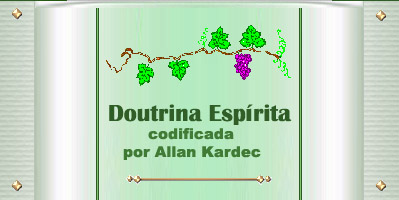 Doutrina Espírita
codificada
por Allan Kardec